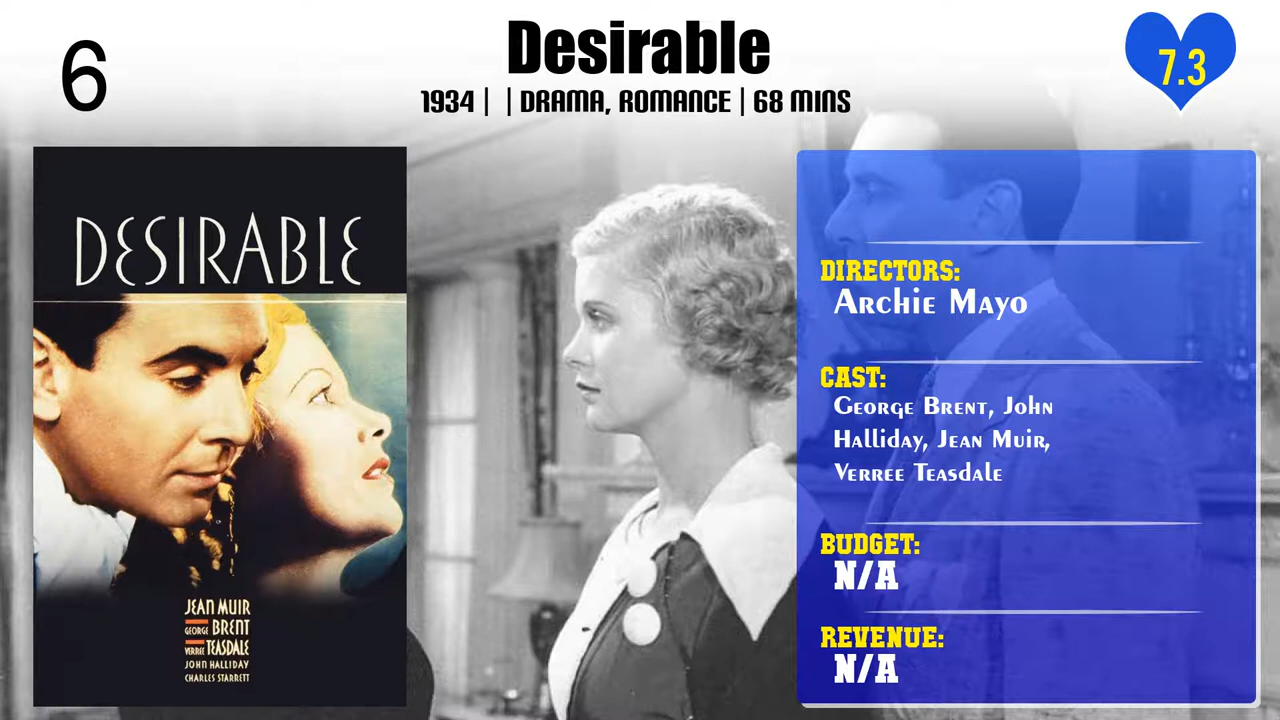 6
Desirable
1934 | | DRAMA, ROMANCE | 68 MINS
7.3
DESIRABLE
JEAN MUIR
GEORGE BRENT
VERREE TEASDALE
JOHN HALLIDAY
CHARLES STARRETT
DIRECTORS:
Archie Mayo
CAST:
George Brent, John
Halliday, Jean Muir,
Verree Teasdale
BUDGET:
N/A
REVENUE:
N/A